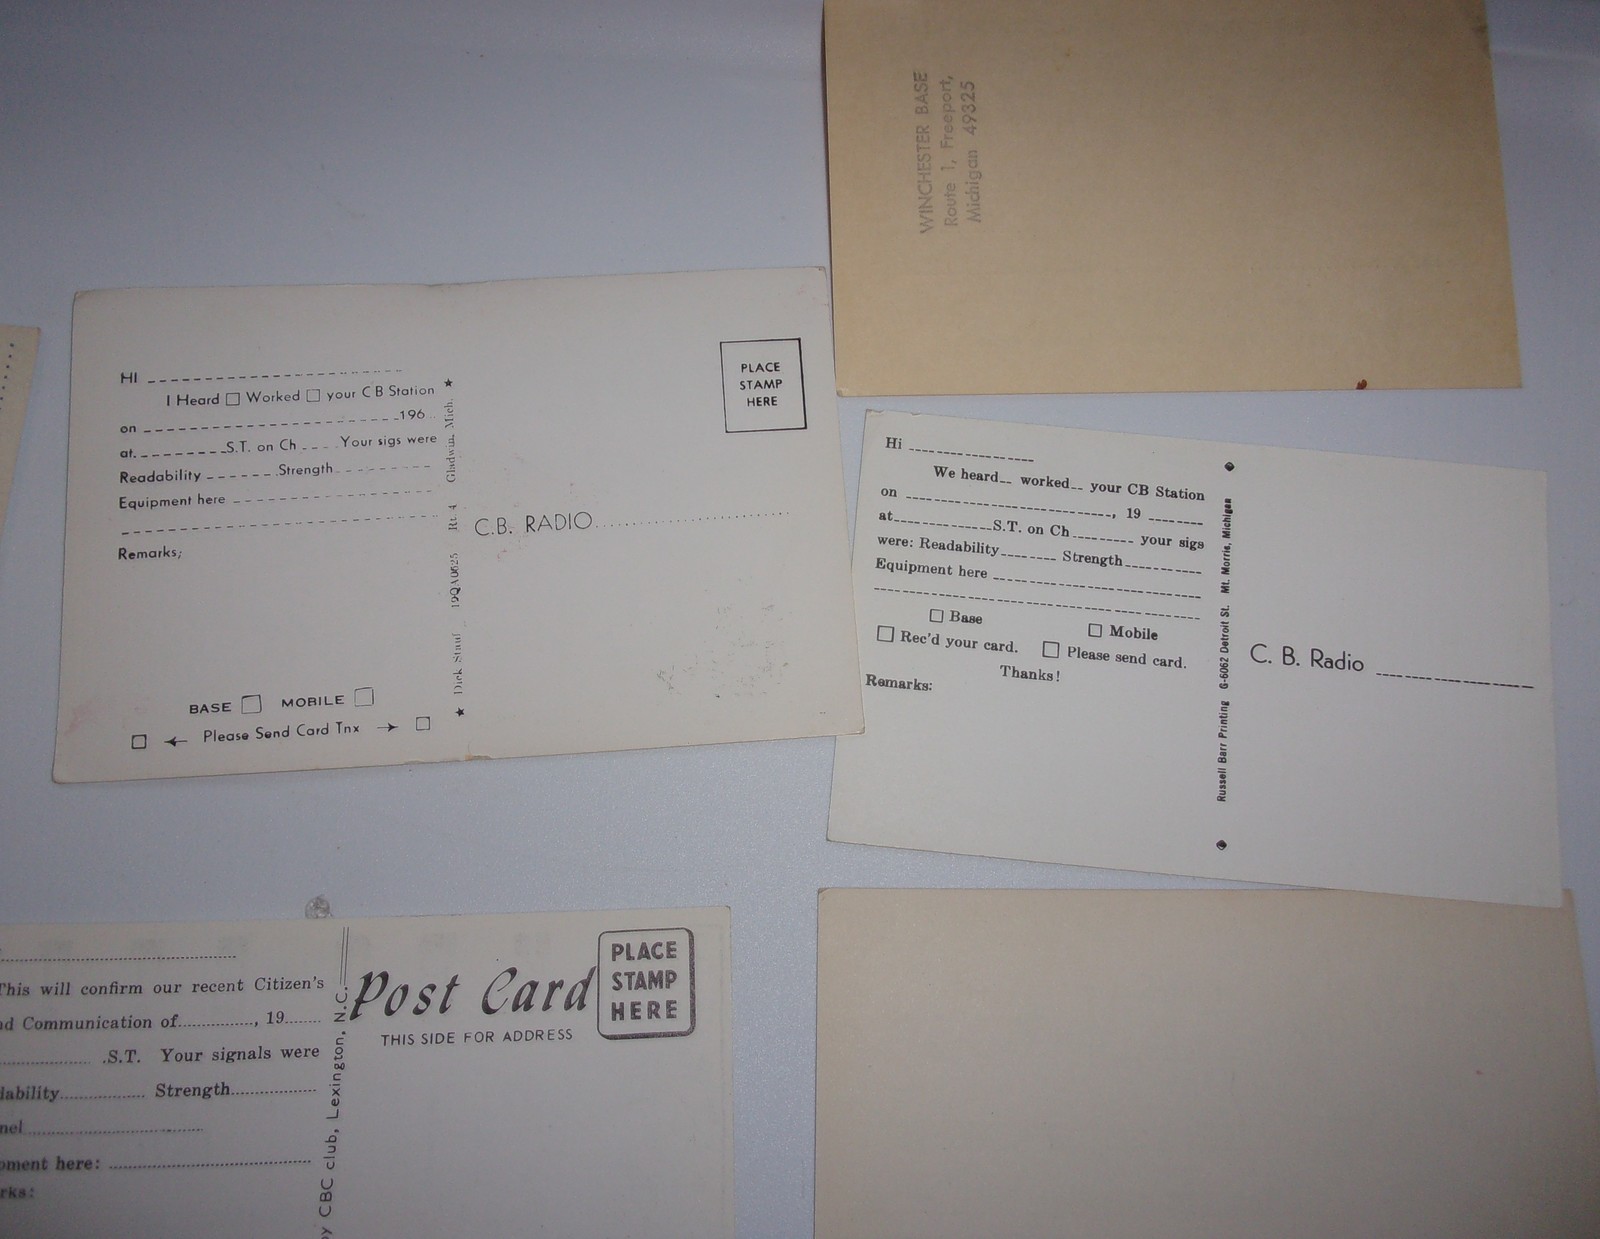 WINCHESTER BASE
Route 1, Freeport,
Michigan 49325
HI
I Heard Worked your C B Station
on 196
at. S.T. on Ch Your sigs were
Readability Strength
Equipment here
Remarks;
BASE MOBILE
← Please Send Card Tnx →
★ Dick 19QA0625 Rt. 4 Gladwin, Mich. ★
PLACE
STAMP
HERE
C.B. RADIO
Hi
We heard worked your CB Station
on , 19
at S.T. on Ch your sigs
were: Readability Strength
Equipment here
Base Mobile
Rec'd your card. Please send card.
Thanks!
Remarks:
Russell Barr Printing G-6062 Detroit St. Mt. Morris, Michigan
C. B. Radio
This will confirm our recent Citizen's
Communication of , 19
.S.T. Your signals were
Strength
here:
CBC club, Lexington, N.C.
Post Card
THIS SIDE FOR ADDRESS
PLACE
STAMP
HERE